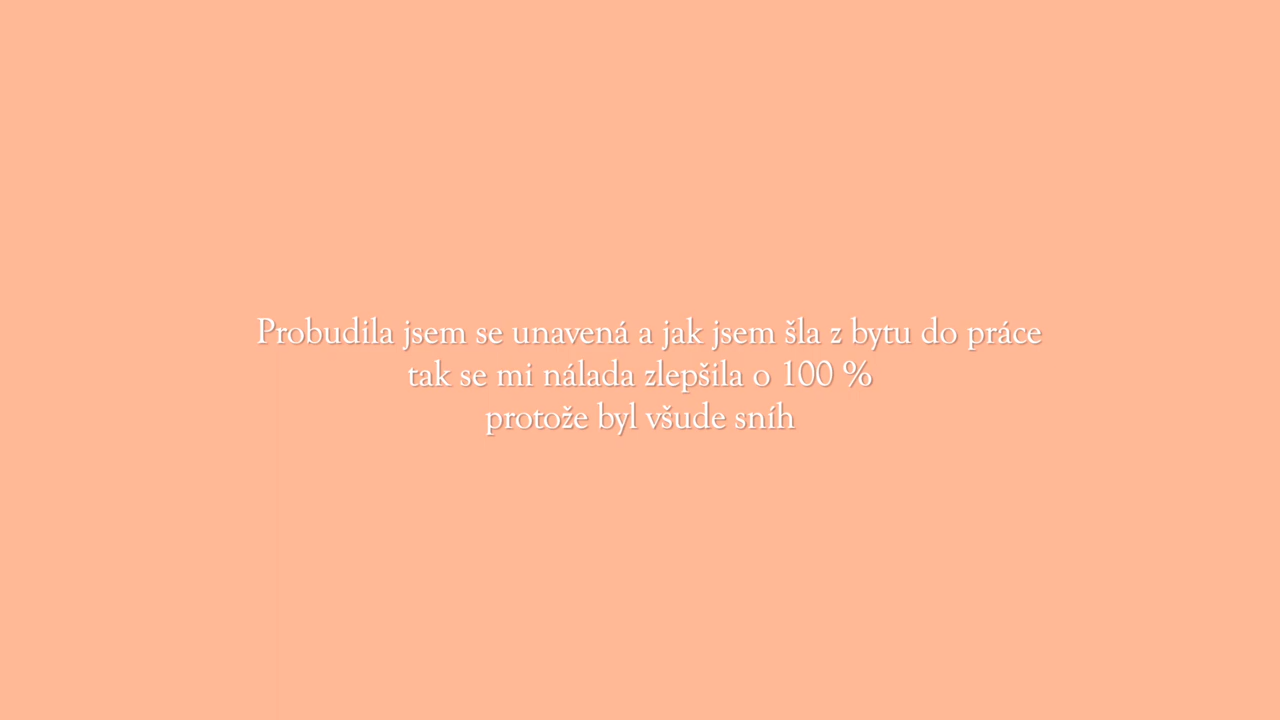 Probudila jsem se unavená a jak jsem šla z bytu do práce
tak se mi nálada zlepšila o 100 %
protože byl všude sníh